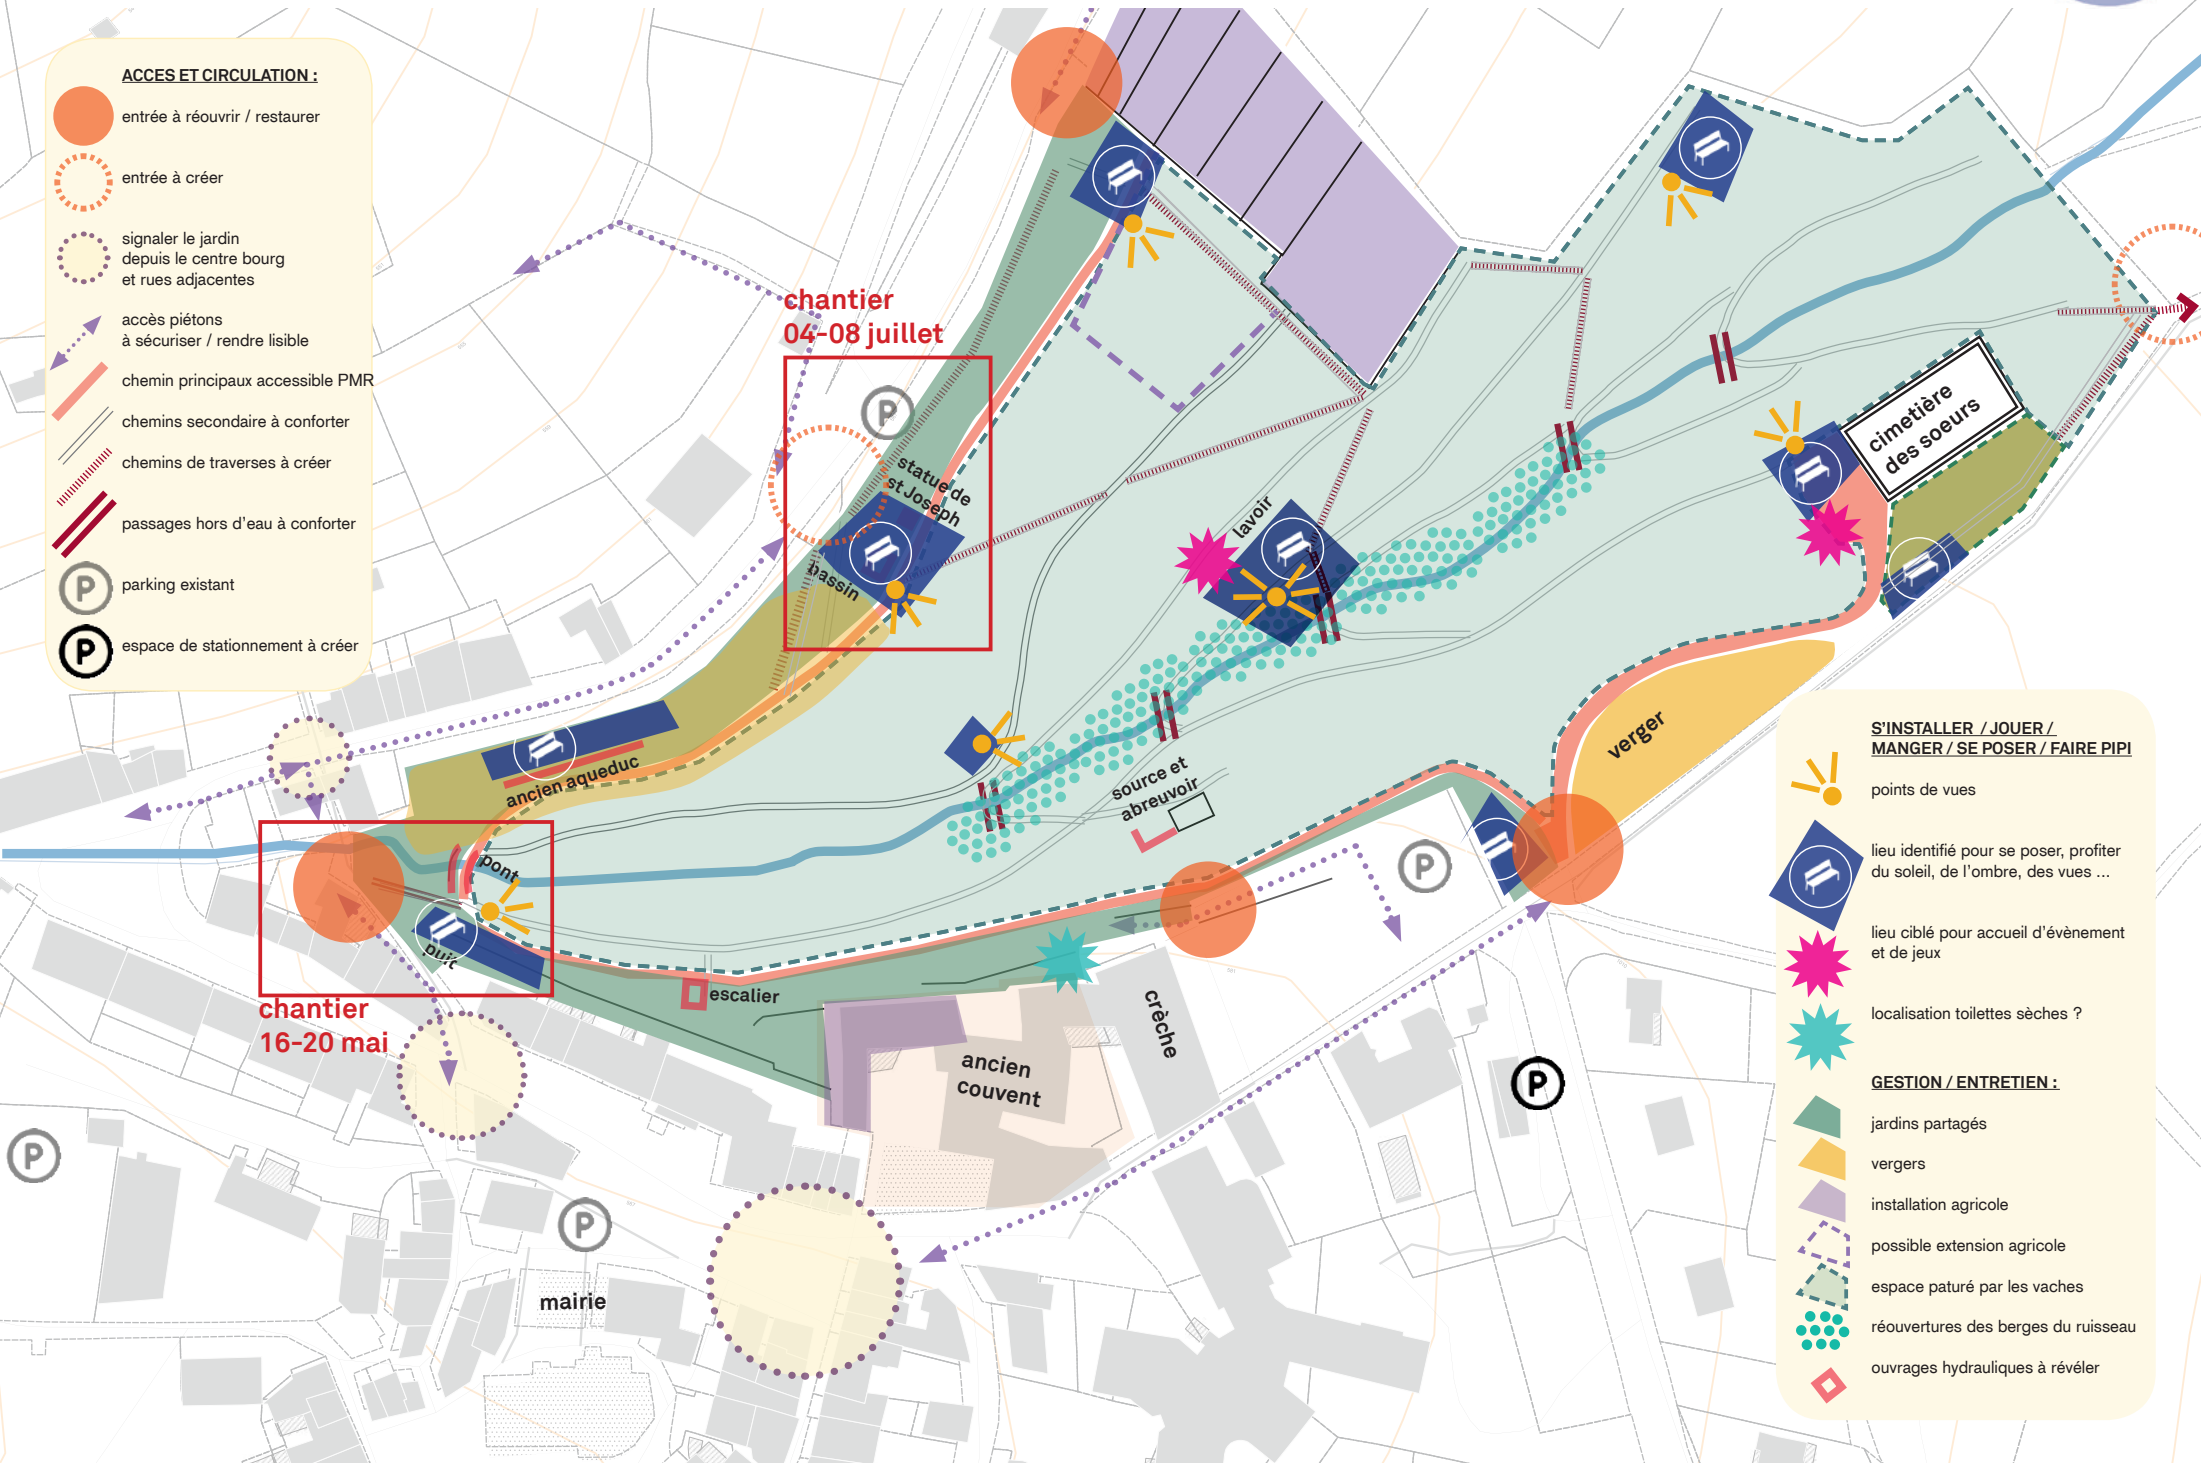 ACCES ET CIRCULATION :
entrée à réouvrir / restaurer
entrée à créer
signaler le jardin
depuis le centre bourg
et rues adjacentes
accès piétons
à sécuriser / rendre lisible
chemin principaux accessible PMR
chemins secondaire à conforter
chemins de traverses à créer
passages hors d'eau à conforter
P
parking existant
P
espace de stationnement à créer
chantier
04-08 juillet
P
statue de
st Joseph
bassin
lavoir
cimetière
des soeurs
ancien aqueduc
source et
abreuvoir
verger
pont
puit
P
chantier
16-20 mai
escalier
crèche
ancien
couvent
P
P
P
mairie
S'INSTALLER / JOUER /
MANGER / SE POSER / FAIRE PIPI
points de vues
lieu identifié pour se poser, profiter
du soleil, de l'ombre, des vues ...
lieu ciblé pour accueil d'évènement
et de jeux
localisation toilettes sèches ?
GESTION / ENTRETIEN :
jardins partagés
vergers
installation agricole
possible extension agricole
espace paturé par les vaches
réouvertures des berges du ruisseau
ouvrages hydrauliques à révéler